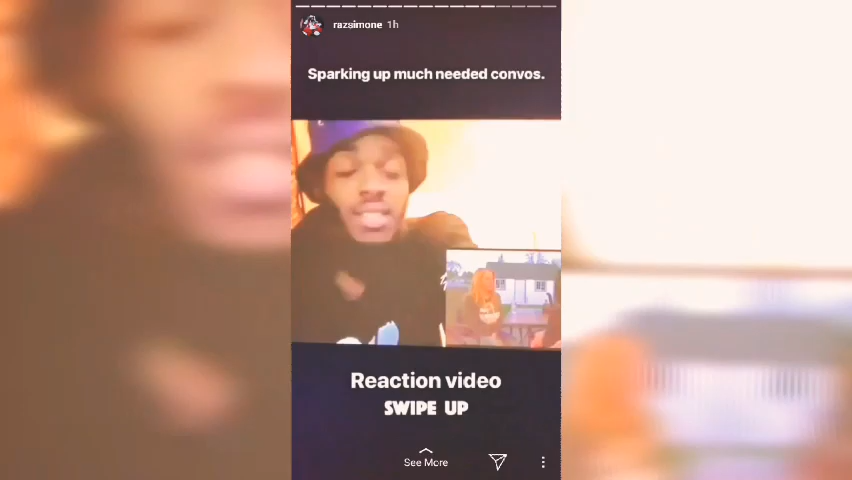 razsimone 1h
Sparking up much needed convos.
Reaction video
SWIPE UP
See More